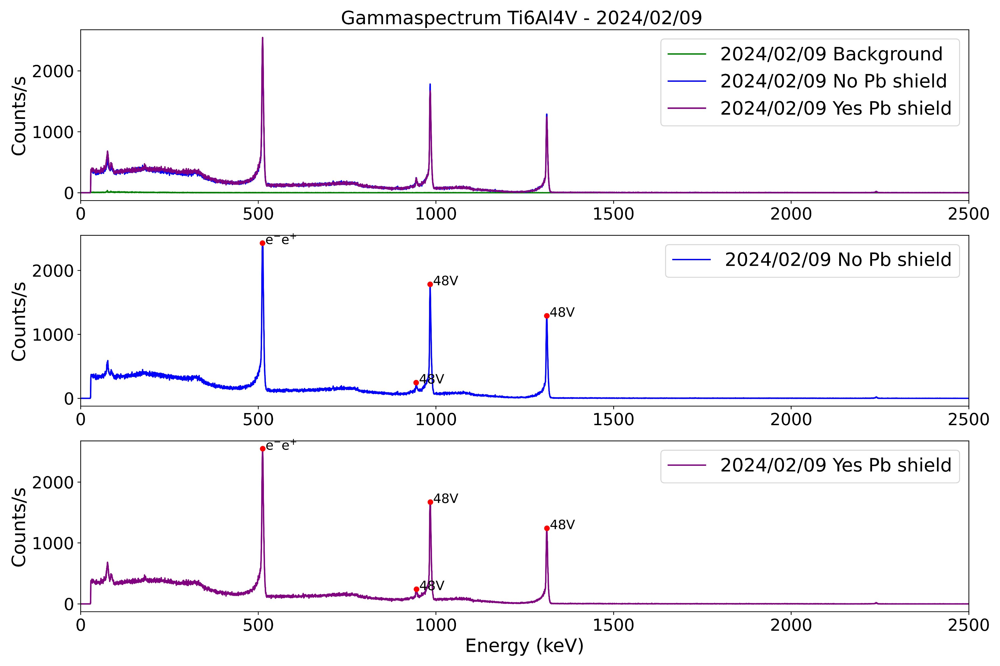 Gammaspectrum Ti6Al4V - 2024/02/09
Counts/s
2000
1000
0
2024/02/09 Background
2024/02/09 No Pb shield
2024/02/09 Yes Pb shield
0 500 1000 1500 2000 2500
Counts/s
2000
1000
0
e⁻e⁺
48V
48V
48V
2024/02/09 No Pb shield
0 500 1000 1500 2000 2500
Counts/s
2000
1000
0
e⁻e⁺
48V
48V
48V
2024/02/09 Yes Pb shield
0 500 1000 1500 2000 2500
Energy (keV)